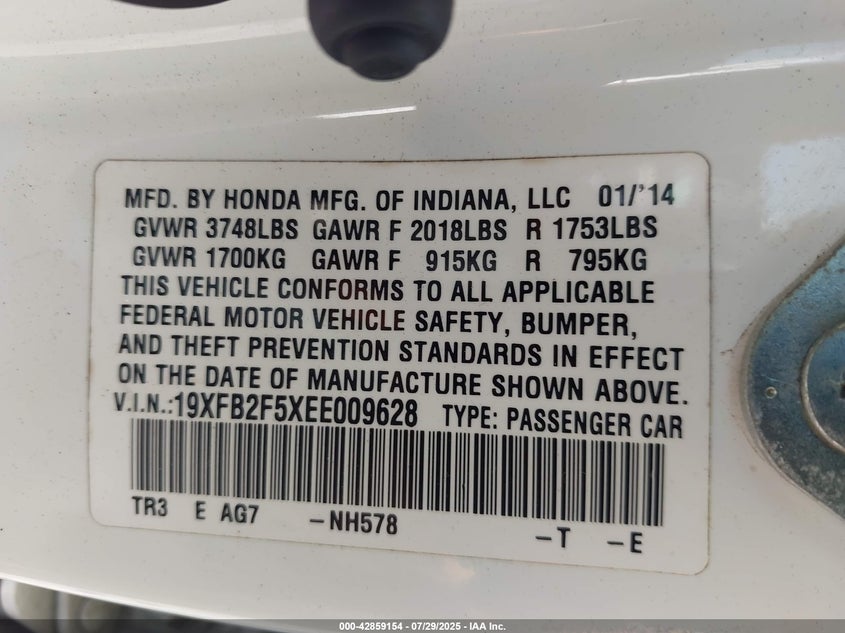 MFD. BY HONDA MFG. OF INDIANA, LLC 01/'14
GVWR 3748LBS GAWR F 2018LBS R 1753LBS
GVWR 1700KG GAWR F 915KG R 795KG
THIS VEHICLE CONFORMS TO ALL APPLICABLE
FEDERAL MOTOR VEHICLE SAFETY, BUMPER,
AND THEFT PREVENTION STANDARDS IN EFFECT
ON THE DATE OF MANUFACTURE SHOWN ABOVE.
V.I.N.:19XFB2F5XEE009628 TYPE: PASSENGER CAR
TR3 E AG7 -NH578 -T -E
000-42859154 - 07/29/2025 - IAA Inc.